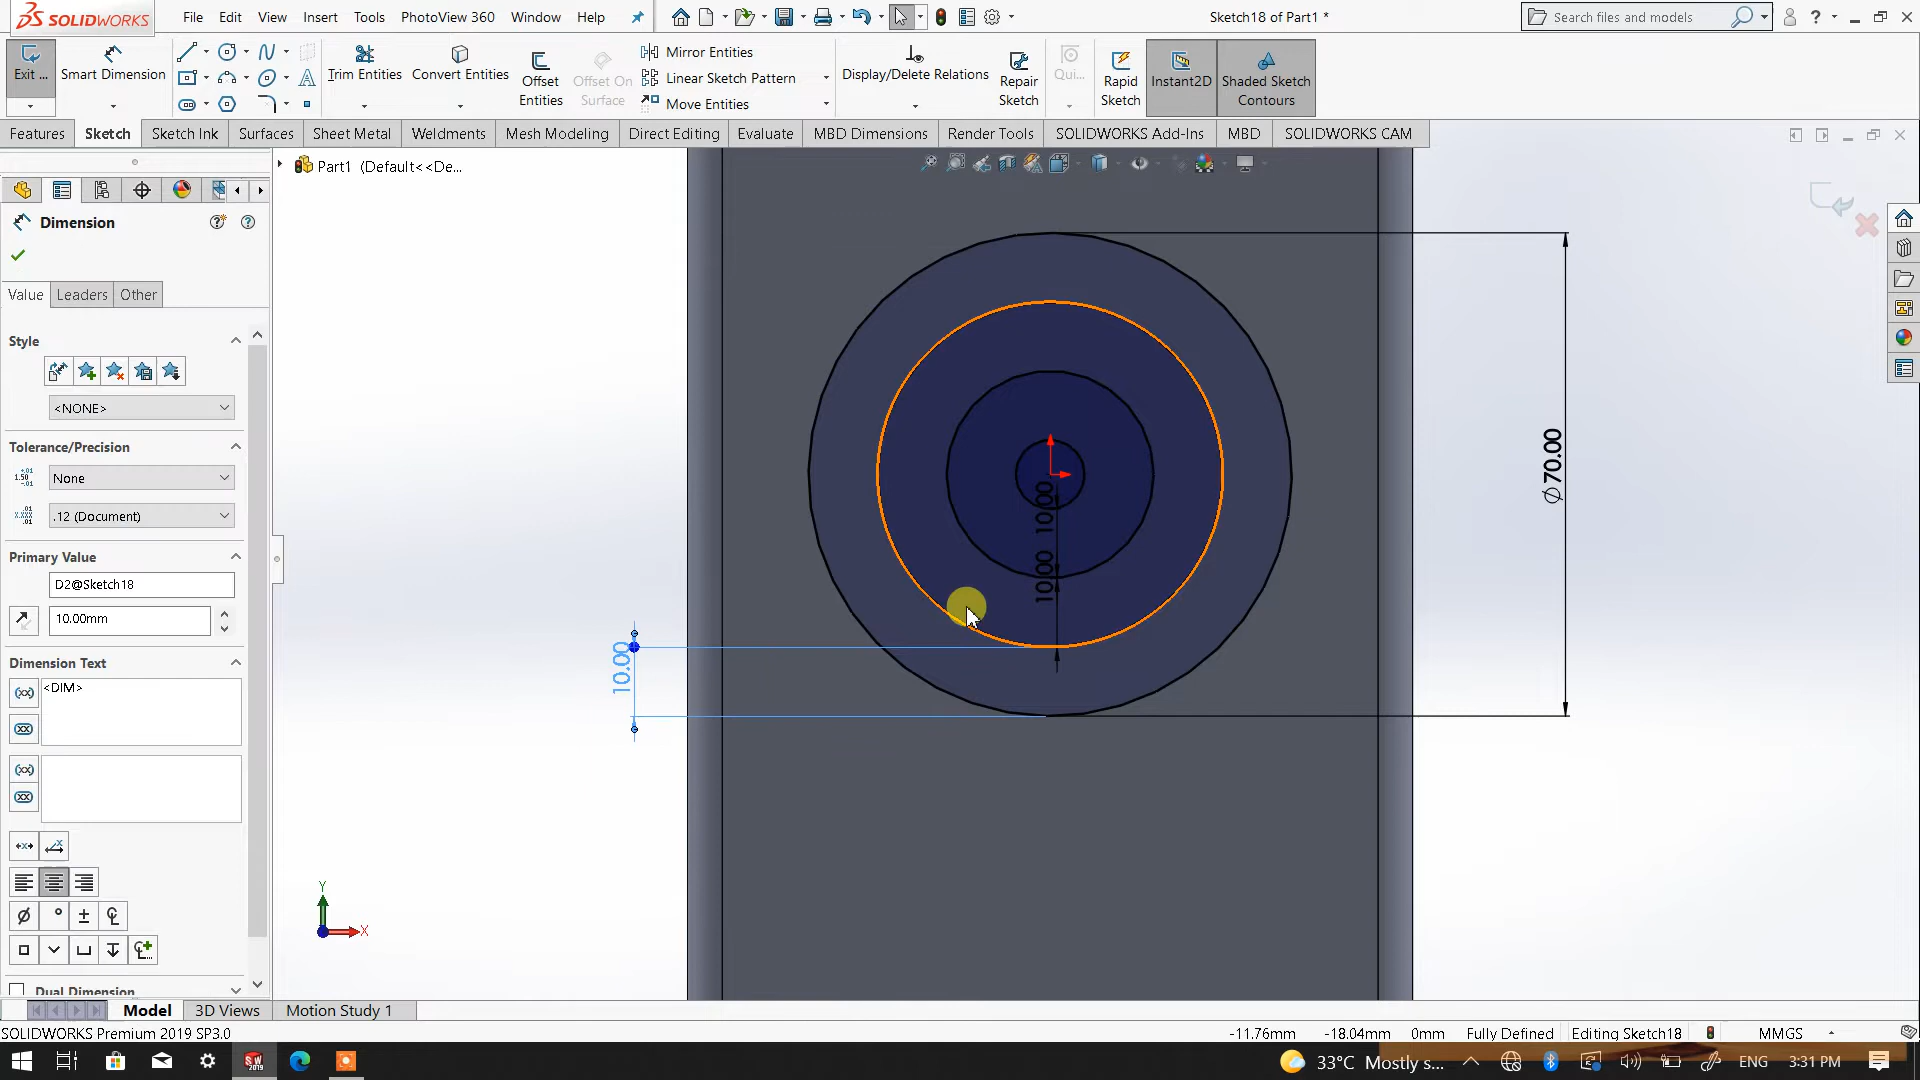 SOLIDWORKS
File Edit View Insert Tools PhotoView 360 Window Help
Sketch18 of Part1 *
Search files and models
Exit ...
Smart Dimension
Trim Entities
Convert Entities
Offset Entities
Offset On Surface
Mirror Entities
Linear Sketch Pattern
Move Entities
Display/Delete Relations
Repair Sketch
Qui...
Rapid Sketch
Instant2D
Shaded Sketch Contours
Features Sketch Sketch Ink Surfaces Sheet Metal Weldments Mesh Modeling Direct Editing Evaluate MBD Dimensions Render Tools SOLIDWORKS Add-Ins MBD SOLIDWORKS CAM
Part1 (Default<<De...
Dimension
Value Leaders Other
Style
<NONE>
Tolerance/Precision
None
.12 (Document)
Primary Value
D2@Sketch18
10.00mm
Dimension Text
<DIM>
Dual Dimension
10.00
10.00
10.00
Ø70.00
Y
X
Model 3D Views Motion Study 1
SOLIDWORKS Premium 2019 SP3.0
-11.76mm -18.04mm 0mm Fully Defined Editing Sketch18 MMGS
33°C Mostly s... ENG 3:31 PM